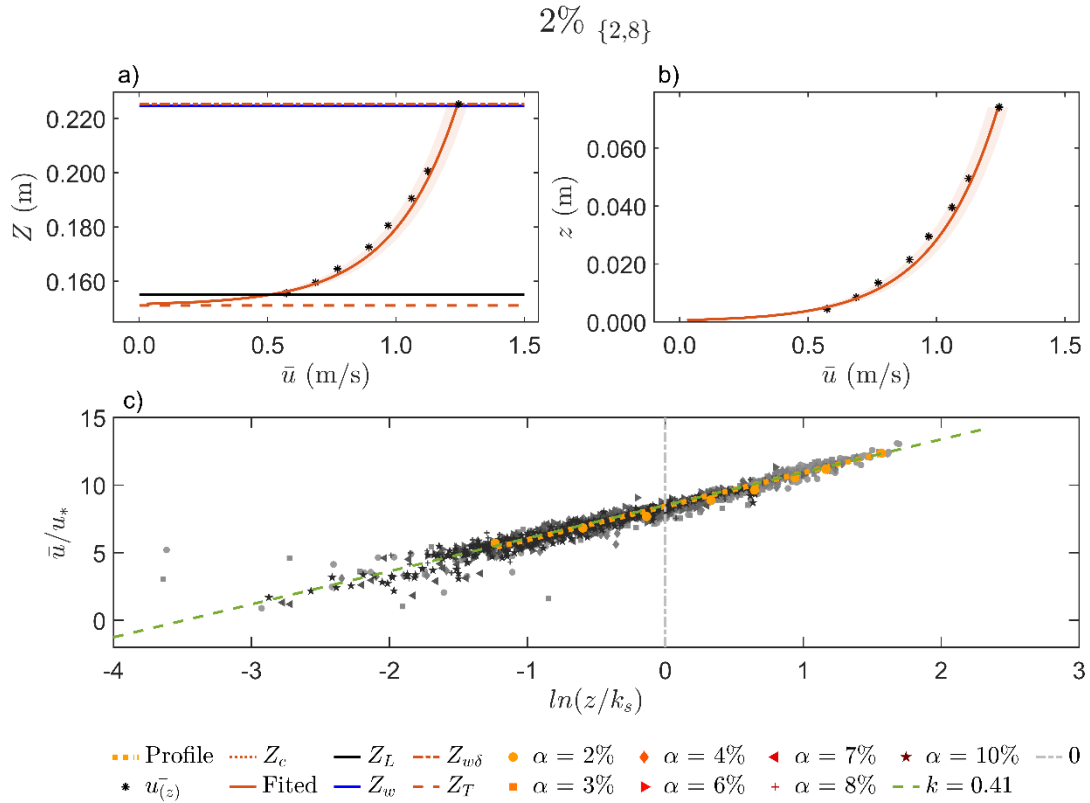 2% {2,8}
a)
b)
0.220
0.200
0.180
0.160
Z (m)
0.0 0.5 1.0 1.5
ū (m/s)
0.060
0.040
0.020
0.000
z (m)
0.0 0.5 1.0 1.5
ū (m/s)
c)
15
10
5
0
ū/u*
-4 -3 -2 -1 0 1 2 3
ln(z/ks)
Profile Zc ZL Zwδ α = 2% α = 4% α = 7% α = 10% 0
u(z)̄ Fited Zw ZT α = 3% α = 6% α = 8% k = 0.41